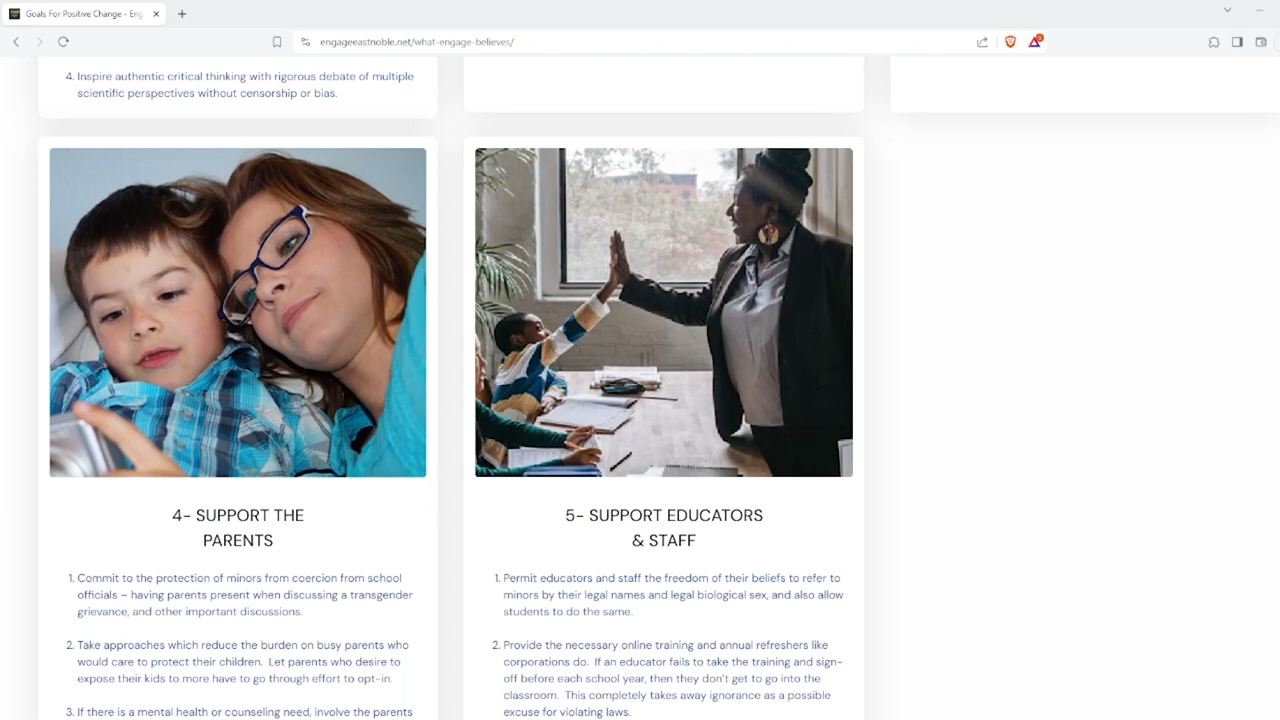 Goals For Positive Change - Eng
engageeastnoble.net/what-engage-believes/
4. Inspire authentic critical thinking with rigorous debate of multiple
scientific perspectives without censorship or bias.
4- SUPPORT THE
PARENTS
1. Commit to the protection of minors from coercion from school
officials – having parents present when discussing a transgender
grievance, and other important discussions.
2. Take approaches which reduce the burden on busy parents who
would care to protect their children. Let parents who desire to
expose their kids to more have to go through effort to opt-in.
3. If there is a mental health or counseling need, involve the parents
5- SUPPORT EDUCATORS
& STAFF
1. Permit educators and staff the freedom of their beliefs to refer to
minors by their legal names and legal biological sex, and also allow
students to do the same.
2. Provide the necessary online training and annual refreshers like
corporations do. If an educator fails to take the training and sign-
off before each school year, then they don't get to go into the
classroom. This completely takes away ignorance as a possible
excuse for violating laws.